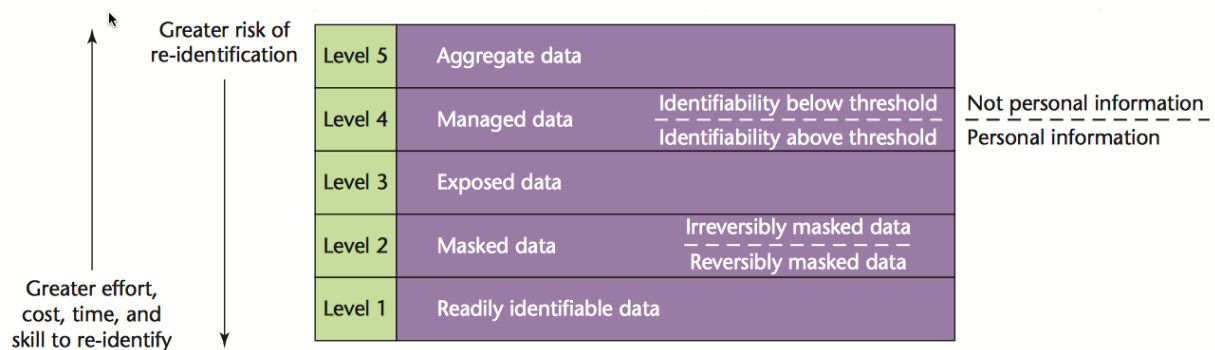 Greater risk of
re-identification
Greater effort,
cost, time, and
skill to re-identify
Level 5
Aggregate data
Level 4
Managed data
Identifiability below threshold
Identifiability above threshold
Not personal information
Personal information
Level 3
Exposed data
Level 2
Masked data
Irreversibly masked data
Reversibly masked data
Level 1
Readily identifiable data